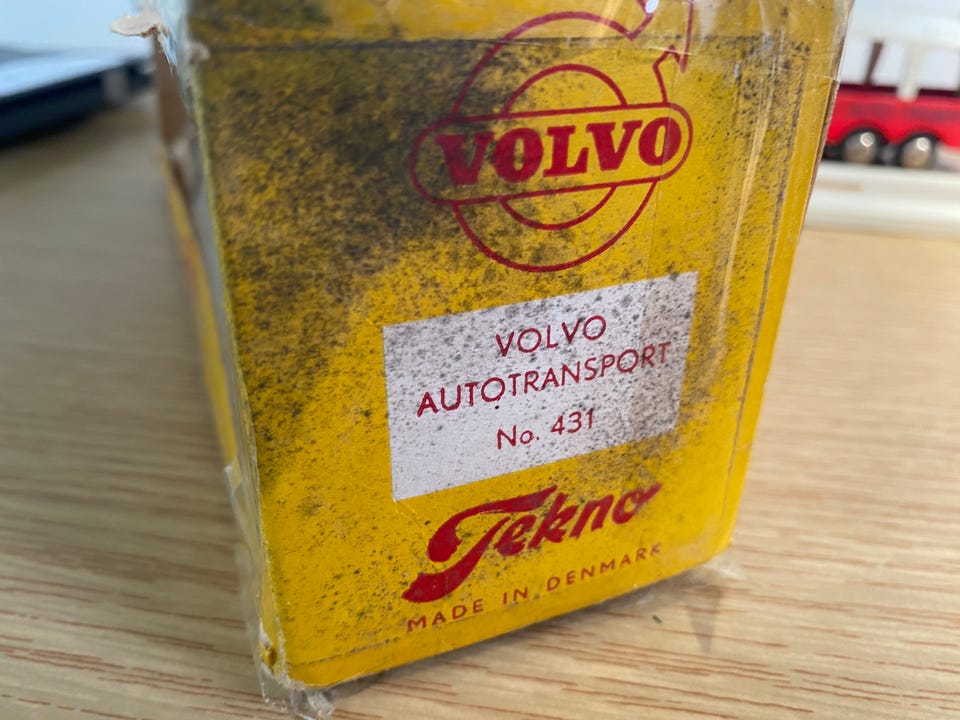 VOLVO
VOLVO
AUTOTRANSPORT
No. 431
Tekno
MADE IN DENMARK